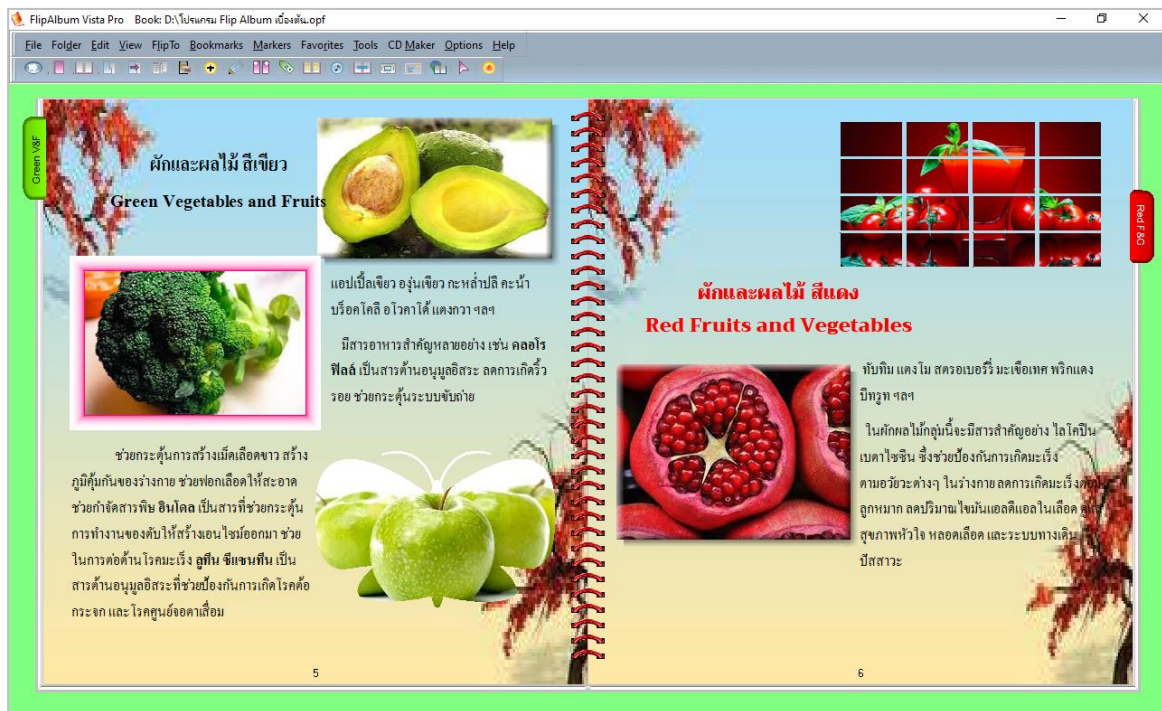 FlipAlbum Vista Pro Book: D:\โปรแกรม Flip Album เบื้องต้น.opf
File Folder Edit View FlipTo Bookmarks Markers Favorites Tools CD Maker Options Help
Green V&F
ผักและผลไม้ สีเขียว
Green Vegetables and Fruits
แอปเปิ้ลเขียว องุ่นเขียว กะหล่ำปลี คะน้า
บร็อคโคลี อโวคาโด้ แตงกวา ฯลฯ
มีสารอาหารสำคัญหลายอย่าง เช่น คลอโร
ฟิลล์ เป็นสารต้านอนุมูลอิสระ ลดการเกิดริ้ว
รอย ช่วยกระตุ้นระบบขับถ่าย
ช่วยกระตุ้นการสร้างเม็ดเลือดขาว สร้าง
ภูมิคุ้มกันของร่างกาย ช่วยฟอกเลือดให้สะอาด
ช่วยกำจัดสารพิษ อินโดล เป็นสารที่ช่วยกระตุ้น
การทำงานของตับให้สร้างเอนไซม์ออกมา ช่วย
ในการต่อต้านโรคมะเร็ง ลูทีน ซีแซนทีน เป็น
สารต้านอนุมูลอิสระที่ช่วยป้องกันการเกิดโรคต้อ
กระจก และ โรคศูนย์จอตาเสื่อม
5
Red F&G
ผักและผลไม้ สีแดง
Red Fruits and Vegetables
ทับทิม แตงโม สตรอเบอร์รี่ มะเขือเทศ พริกแดง
บีทรูท ฯลฯ
ในผักผลไม้กลุ่มนี้จะมีสารสำคัญอย่าง ไลโคปีน
เบตาไซซีน ซึ่งช่วยป้องกันการเกิดมะเร็ง
ตามอวัยวะต่างๆ ในร่างกาย ลดการเกิดมะเร็งต่อม
ลูกหมาก ลดปริมาณไขมันแอลดีแอลในเลือด ดูแล
สุขภาพหัวใจ หลอดเลือด และระบบทางเดิน
ปัสสาวะ
6